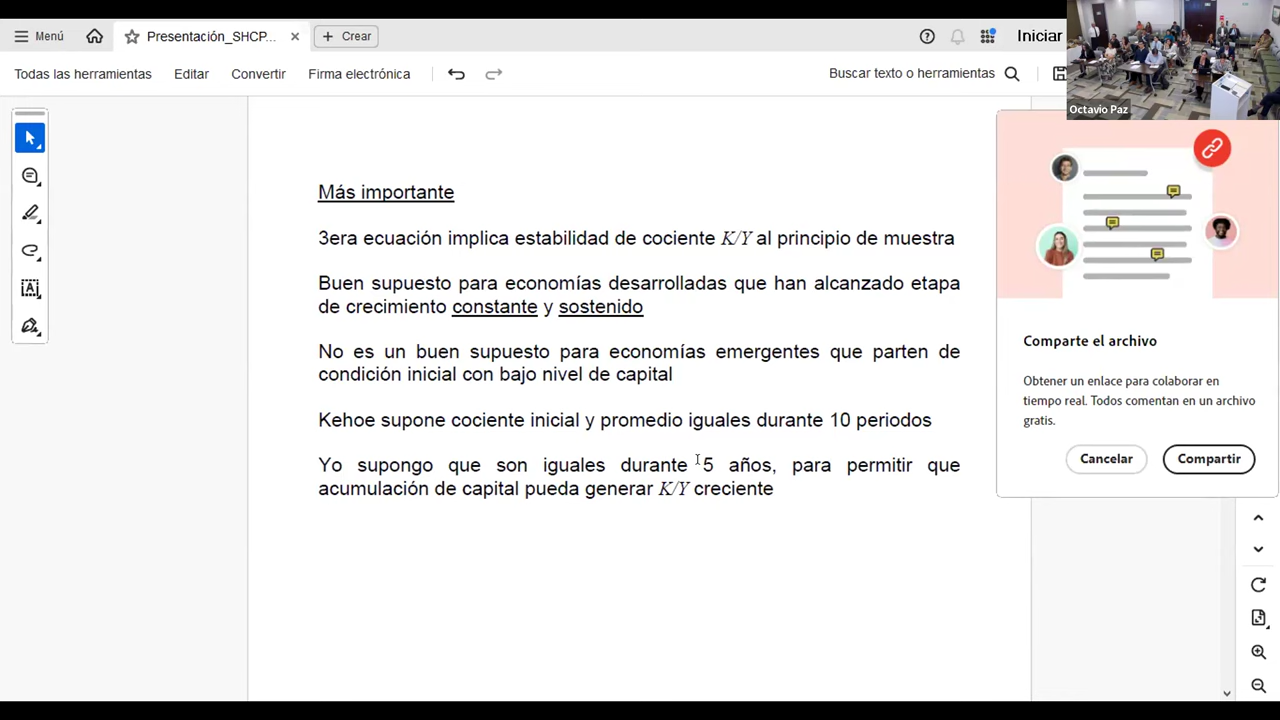 Menú
Presentación_SHCP...
Crear
Iniciar
Todas las herramientas
Editar
Convertir
Firma electrónica
Buscar texto o herramientas
Octavio Paz
Más importante
3era ecuación implica estabilidad de cociente K/Y al principio de muestra
Buen supuesto para economías desarrolladas que han alcanzado etapa
de crecimiento constante y sostenido
No es un buen supuesto para economías emergentes que parten de
condición inicial con bajo nivel de capital
Kehoe supone cociente inicial y promedio iguales durante 10 periodos
Yo supongo que son iguales durante 5 años, para permitir que
acumulación de capital pueda generar K/Y creciente
Comparte el archivo
Obtener un enlace para colaborar en
tiempo real. Todos comentan en un archivo
gratis.
Cancelar
Compartir